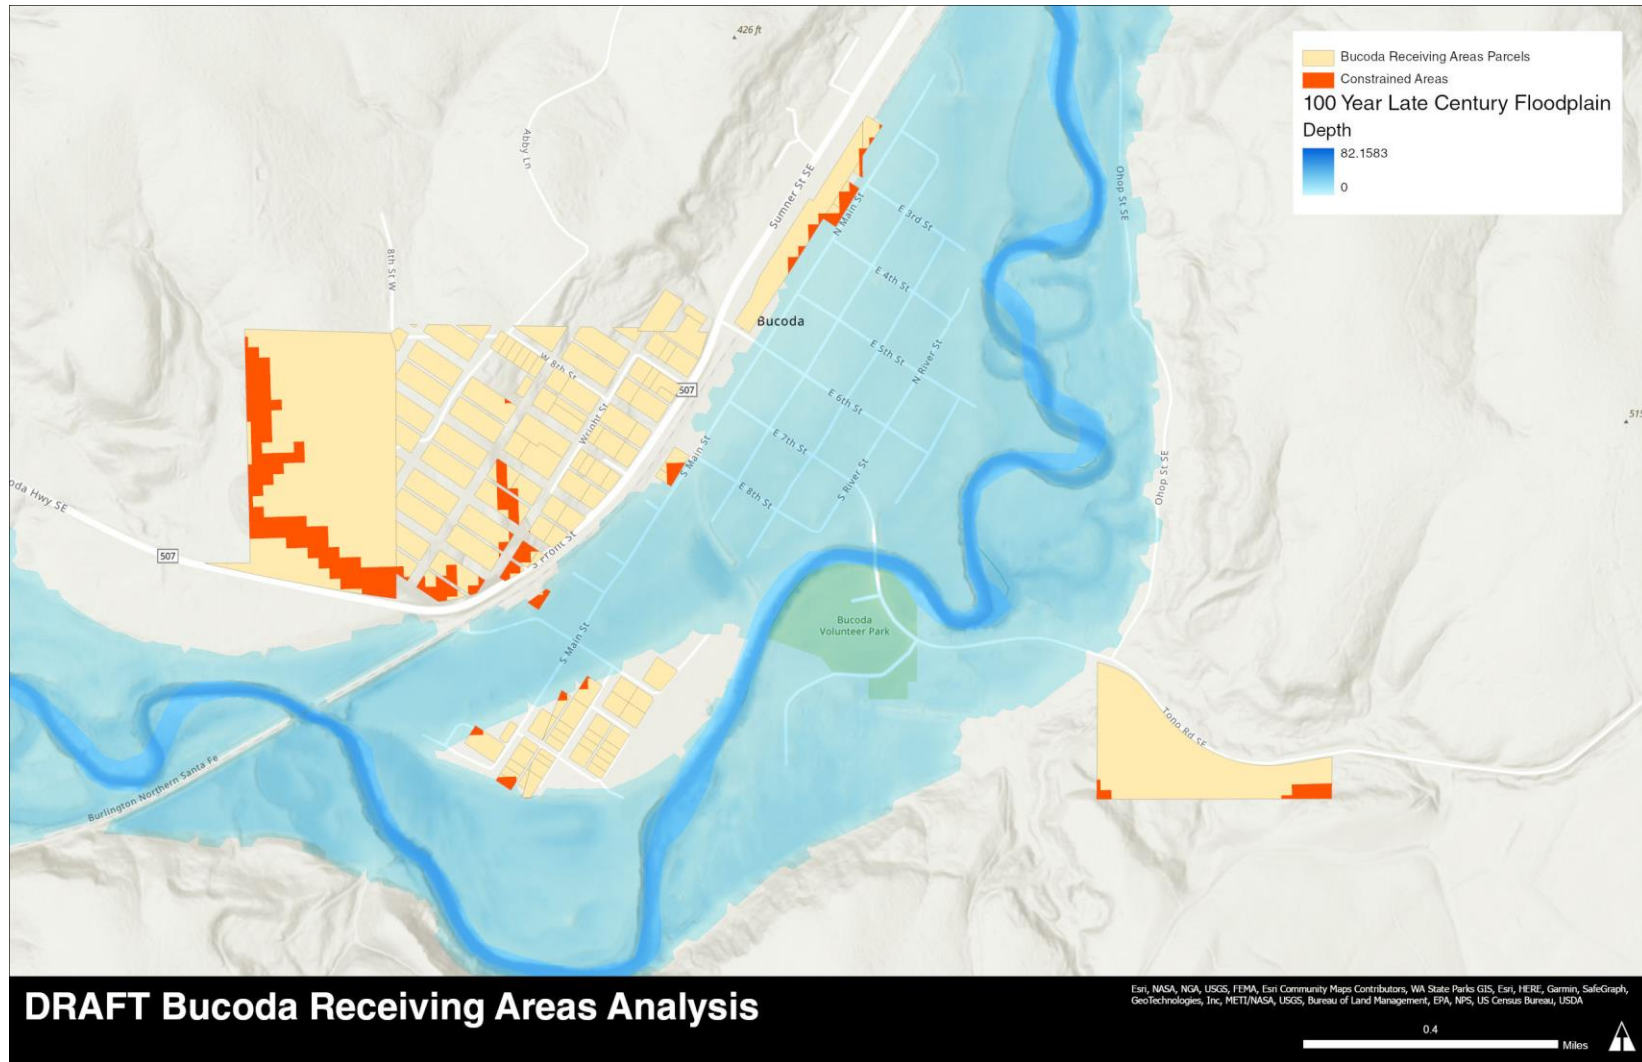 426 ft
Bucoda Receiving Areas Parcels
Constrained Areas
100 Year Late Century Floodplain
Depth
82.1583
0
Abby Ln
Sumner St SE
Ohop St SE
8th St W
N Main St
E 3rd St
E 4th St
Bucoda
E 5th St
N River St
W 8th St
507
E 6th St
Wright St
515
E 7th St
S Main St
S River St
E 8th St
Ohop St SE
oda Hwy SE
507
S Front St
Bucoda
Volunteer Park
S Main St
Tono Rd SE
Burlington Northern Santa Fe
DRAFT Bucoda Receiving Areas Analysis
Esri, NASA, NGA, USGS, FEMA, Esri Community Maps Contributors, WA State Parks GIS, Esri, HERE, Garmin, SafeGraph,
GeoTechnologies, Inc, METI/NASA, USGS, Bureau of Land Management, EPA, NPS, US Census Bureau, USDA
0.4
Miles